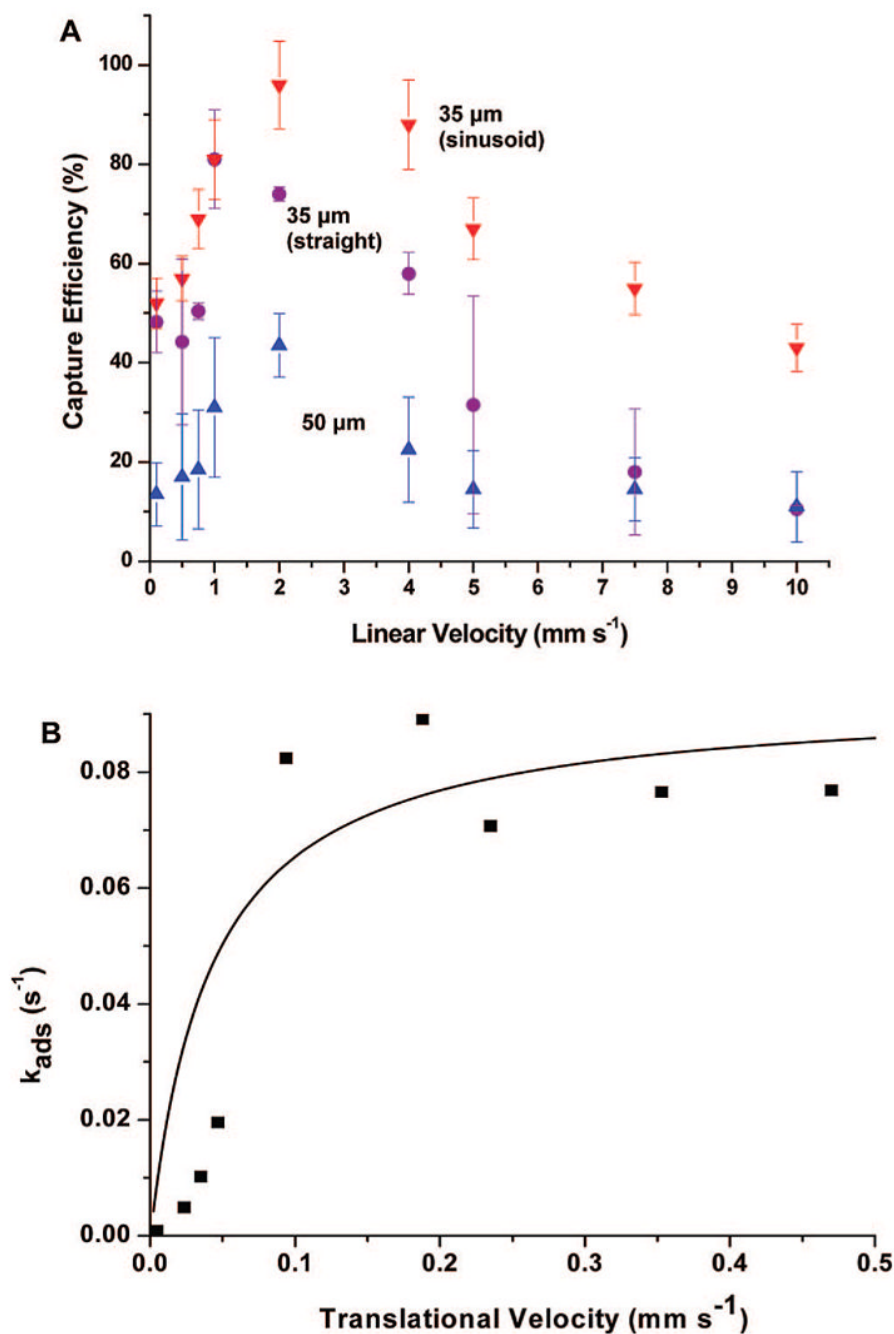 A
Capture Efficiency (%)
100
80
60
40
20
0
35 µm
(sinusoid)
35 µm
(straight)
50 µm
0 1 2 3 4 5 6 7 8 9 10
Linear Velocity (mm s⁻¹)
B
k_ads (s⁻¹)
0.08
0.06
0.04
0.02
0.00
0.0 0.1 0.2 0.3 0.4 0.5
Translational Velocity (mm s⁻¹)